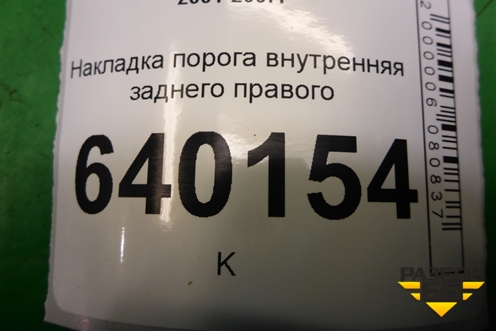 Накладка порога внутренняя
заднего правого
640154
К